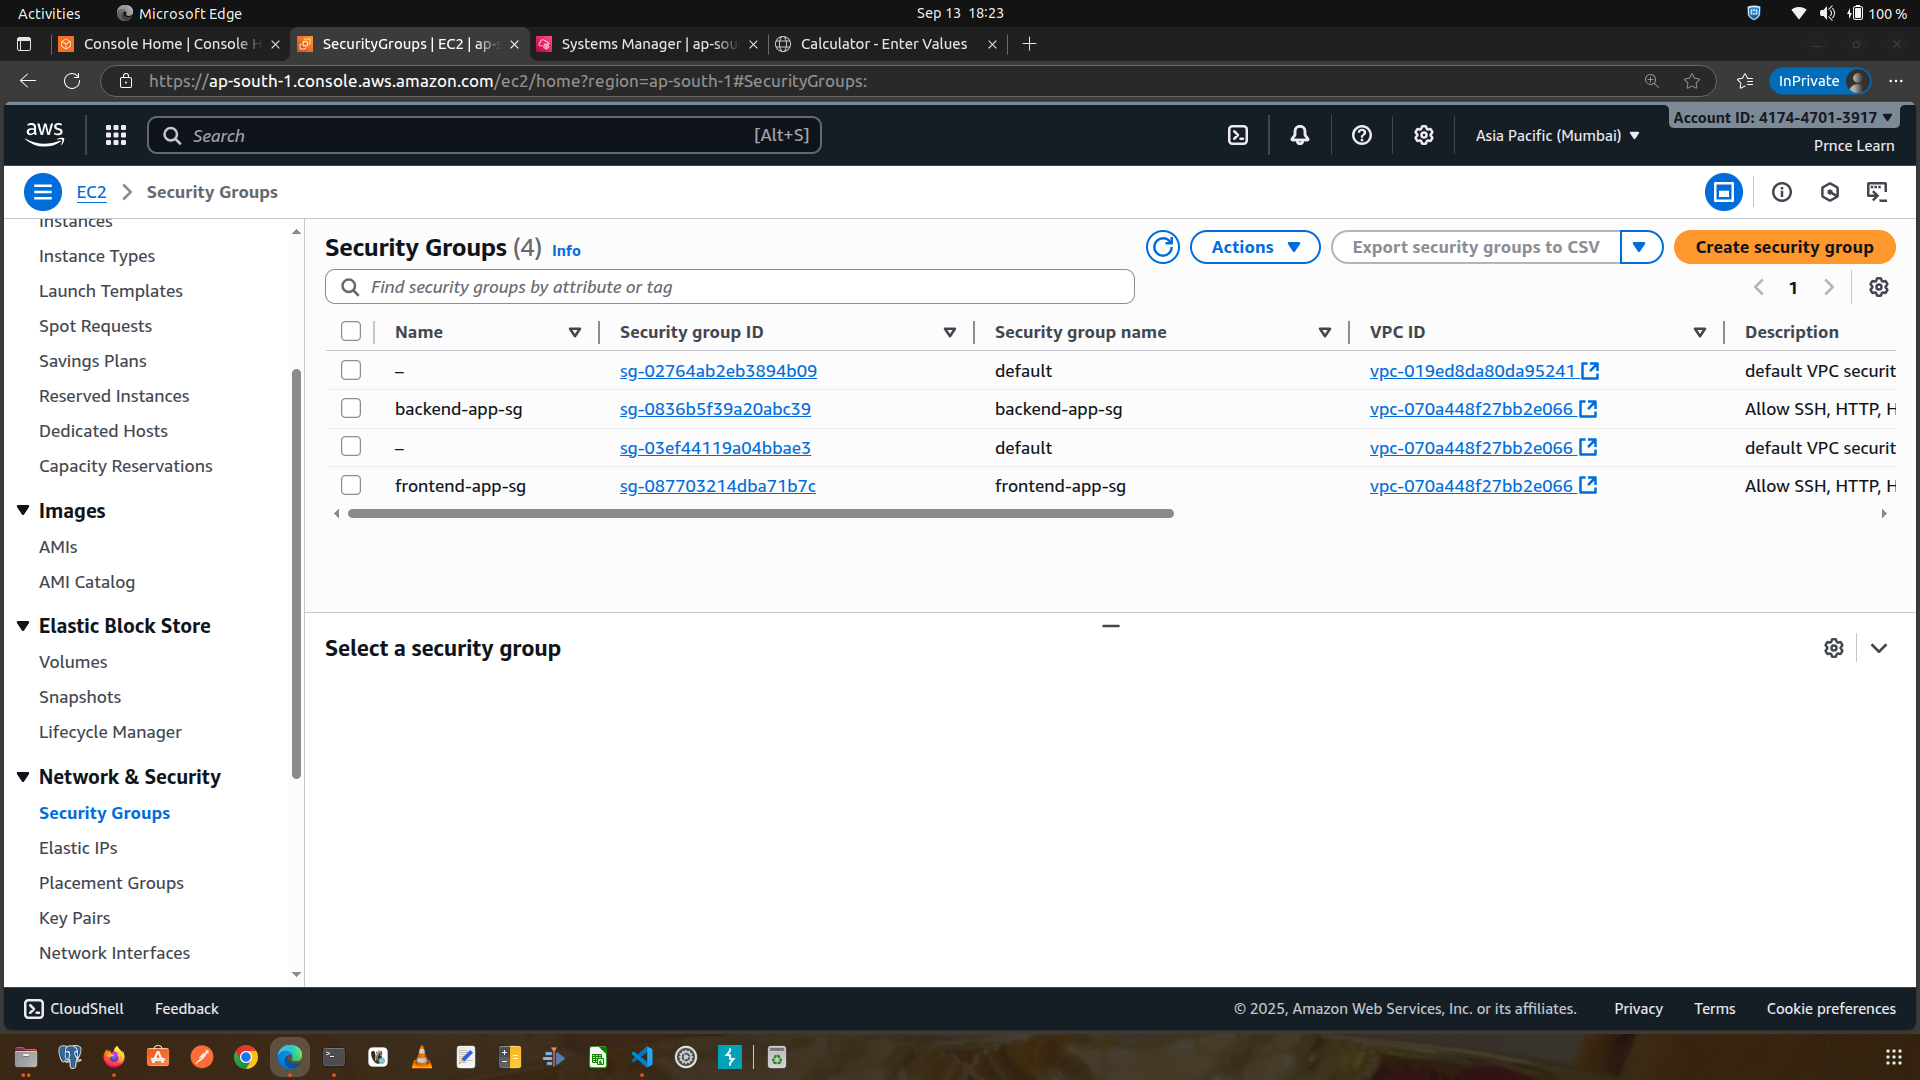 Activities
Microsoft Edge
Sep 13 18:23
100 %
Console Home | Console H
SecurityGroups | EC2 | ap-s
Systems Manager | ap-sou
Calculator - Enter Values
https://ap-south-1.console.aws.amazon.com/ec2/home?region=ap-south-1#SecurityGroups:
InPrivate
aws
Search
[Alt+S]
Asia Pacific (Mumbai)
Account ID: 4174-4701-3917
Prnce Learn
EC2
Security Groups
Instances
Instance Types
Launch Templates
Spot Requests
Savings Plans
Reserved Instances
Dedicated Hosts
Capacity Reservations
Images
AMIs
AMI Catalog
Elastic Block Store
Volumes
Snapshots
Lifecycle Manager
Network & Security
Security Groups
Elastic IPs
Placement Groups
Key Pairs
Network Interfaces
Security Groups (4) Info
Actions
Export security groups to CSV
Create security group
Find security groups by attribute or tag
1
Name Security group ID Security group name VPC ID Description
– sg-02764ab2eb3894b09 default vpc-019ed8da80da95241 default VPC securit
backend-app-sg sg-0836b5f39a20abc39 backend-app-sg vpc-070a448f27bb2e066 Allow SSH, HTTP, H
– sg-03ef44119a04bbae3 default vpc-070a448f27bb2e066 default VPC securit
frontend-app-sg sg-087703214dba71b7c frontend-app-sg vpc-070a448f27bb2e066 Allow SSH, HTTP, H
Select a security group
CloudShell
Feedback
© 2025, Amazon Web Services, Inc. or its affiliates.
Privacy
Terms
Cookie preferences